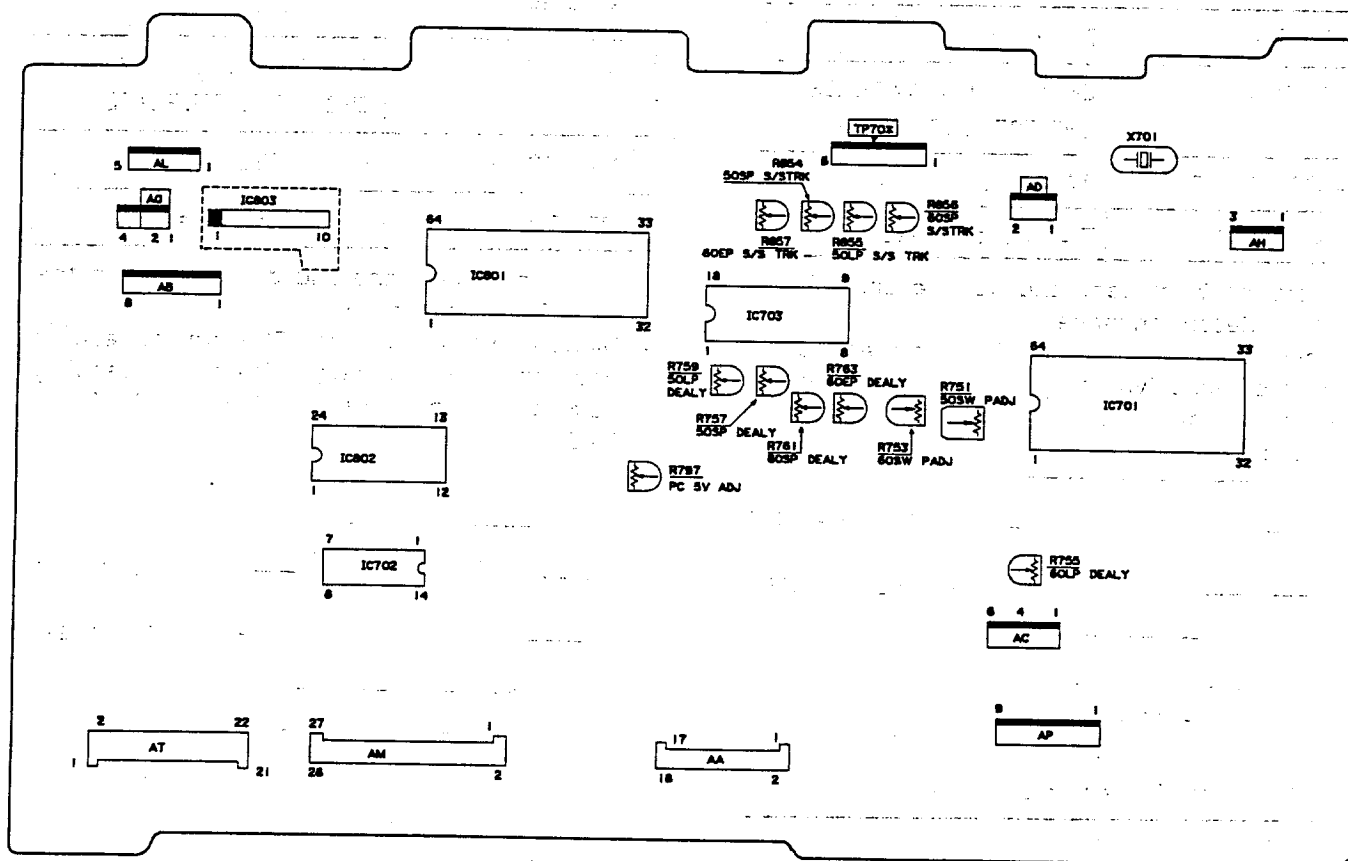 TP70X
X701
5 AL 1
6 1
R854
50SP S/STRK
AD
AG
IC803
4 2 1
1 10
64 33
R856
60SP
S/STRK
2 1
3 1
AH
R857
60EP S/S TRK
R855
50LP S/S TRK
AB
8 1
IC801
1 32
18 9
IC703
1 8
R759
50LP
DEALY
R763
60EP DEALY
R751
50SW PADJ
64 33
IC701
1 32
R757
50SP DEALY
R761
60SP DEALY
R753
60SW PADJ
24 13
IC802
1 12
R797
PC 5V ADJ
7 1
IC702
8 14
R755
60LP DEALY
6 4 1
AC
9 1
AP
2 22
AT
1 21
27 1
AM
26 2
17 1
AA
18 2